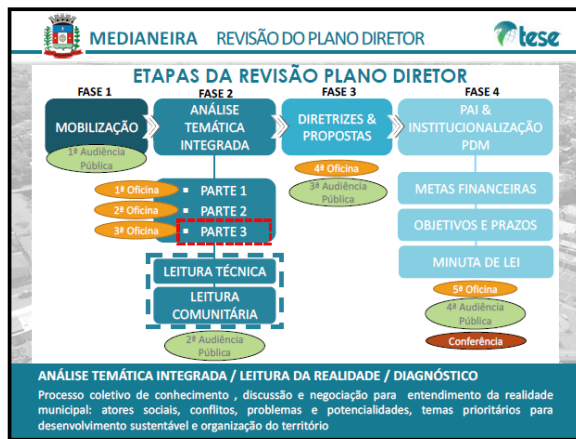 MEDIANEIRA REVISÃO DO PLANO DIRETOR
tese
ETAPAS DA REVISÃO PLANO DIRETOR
FASE 1
MOBILIZAÇÃO
1ª Audiência
Pública
FASE 2
ANÁLISE
TEMÁTICA
INTEGRADA
1ª Oficina
▪ PARTE 1
2ª Oficina
▪ PARTE 2
3ª Oficina
▪ PARTE 3
LEITURA TÉCNICA
LEITURA
COMUNITÁRIA
2ª Audiência
Pública
FASE 3
DIRETRIZES &
PROPOSTAS
4ª Oficina
3ª Audiência
Pública
FASE 4
PAI &
INSTITUCIONALIZAÇÃO
PDM
METAS FINANCEIRAS
OBJETIVOS E PRAZOS
MINUTA DE LEI
5ª Oficina
4ª Audiência
Pública
Conferência
ANÁLISE TEMÁTICA INTEGRADA / LEITURA DA REALIDADE / DIAGNÓSTICO
Processo coletivo de conhecimento , discussão e negociação para entendimento da realidade
municipal: atores sociais, conflitos, problemas e potencialidades, temas prioritários para
desenvolvimento sustentável e organização do território